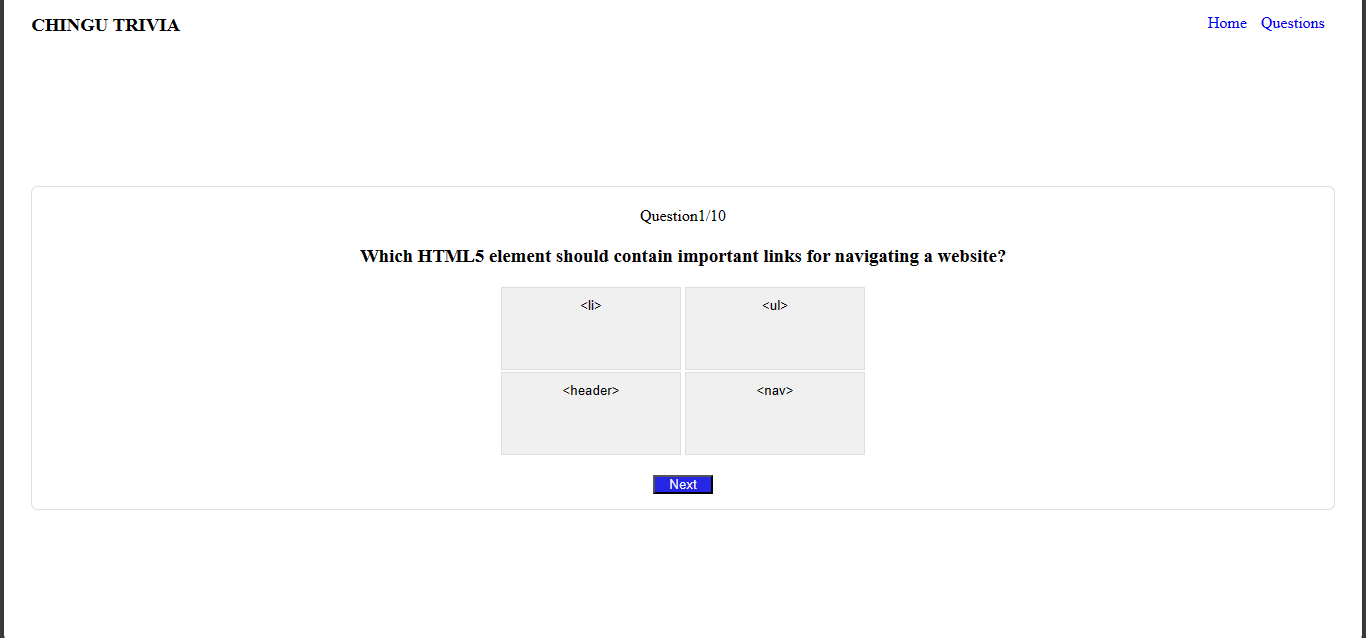 CHINGU TRIVIA
Home Questions
Question1/10
Which HTML5 element should contain important links for navigating a website?
<li> <ul>
<header> <nav>
Next